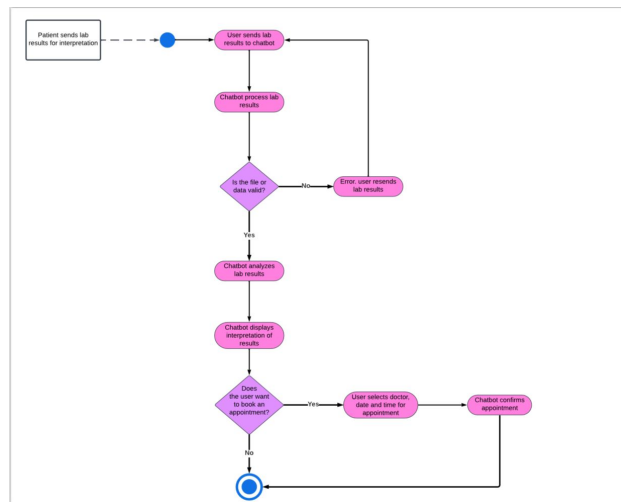 Patient sends lab
results for interpretation
User sends lab
results to chatbot
Chatbot process lab
results
Is the file or
data valid?
No
Error. user resends
lab results
Yes
Chatbot analyzes
lab results
Chatbot displays
interpretation of
results
Does
the user want
to book an
appointment?
Yes
User selects doctor,
date and time for
appointment
Chatbot confirms
appointment
No